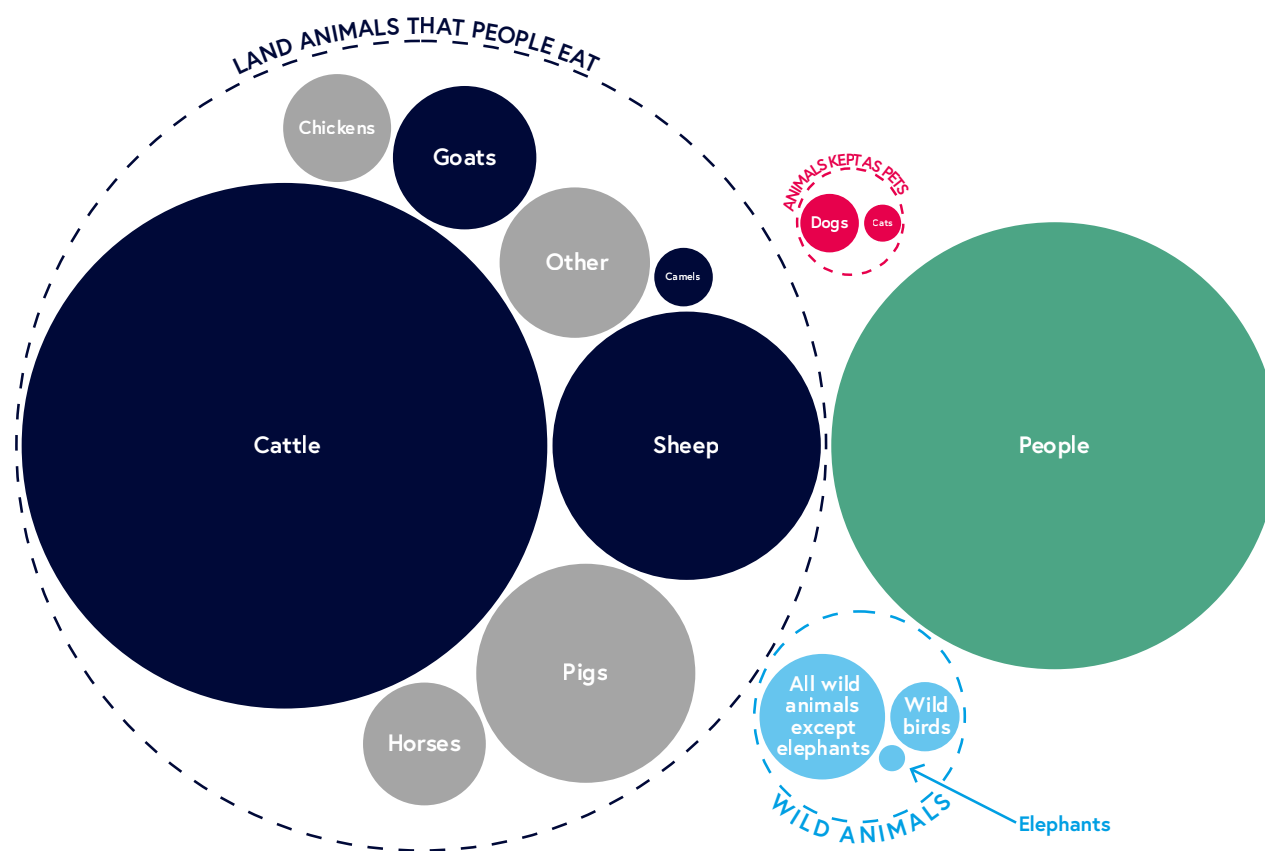 LAND ANIMALS THAT PEOPLE EAT
Chickens
Goats
Other
Camels
Cattle
Sheep
Pigs
Horses
ANIMALS KEPT AS PETS
Dogs
Cats
People
All wild
animals
except
elephants
Wild
birds
WILD ANIMALS
Elephants